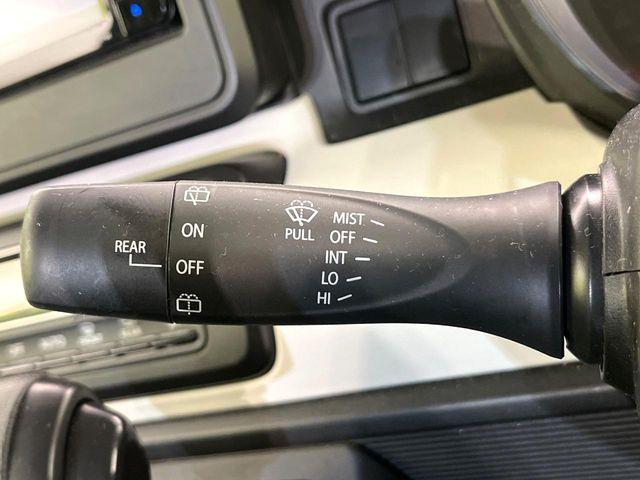 REAR
ON
OFF
PULL
MIST
OFF
INT
LO
HI